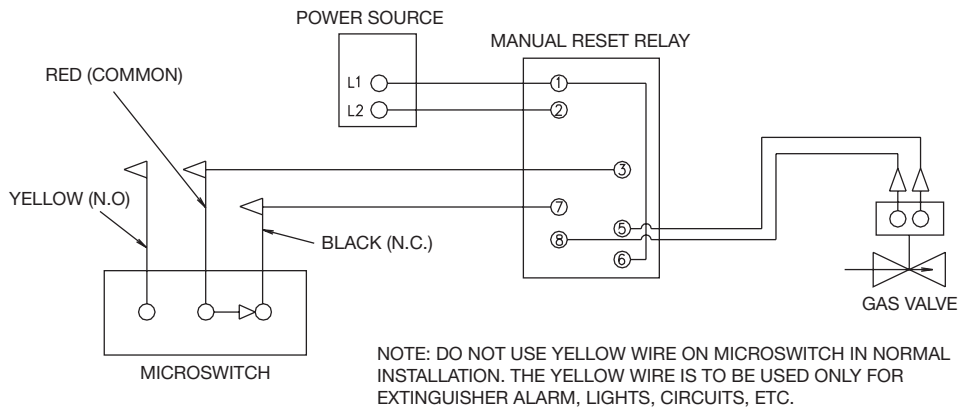 POWER SOURCE
MANUAL RESET RELAY
RED (COMMON)
L1
1
L2
2
3
YELLOW (N.O)
7
5
BLACK (N.C.)
8
6
GAS VALVE
MICROSWITCH
NOTE: DO NOT USE YELLOW WIRE ON MICROSWITCH IN NORMAL
INSTALLATION. THE YELLOW WIRE IS TO BE USED ONLY FOR
EXTINGUISHER ALARM, LIGHTS, CIRCUITS, ETC.